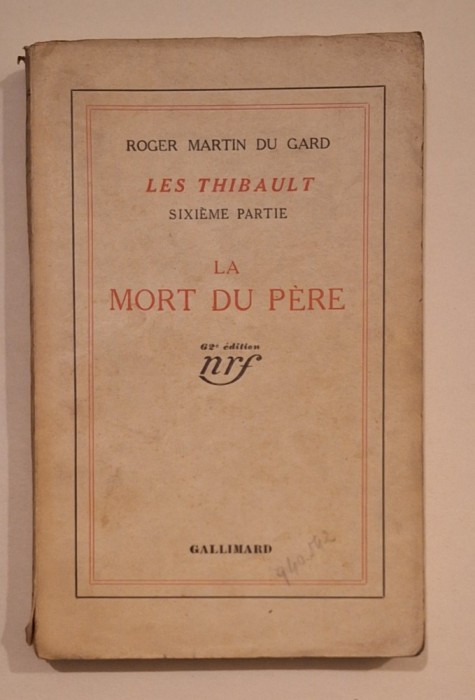 ROGER MARTIN DU GARD
LES THIBAULT
SIXIÈME PARTIE
LA
MORT DU PÈRE
62e édition
nrf
GALLIMARD